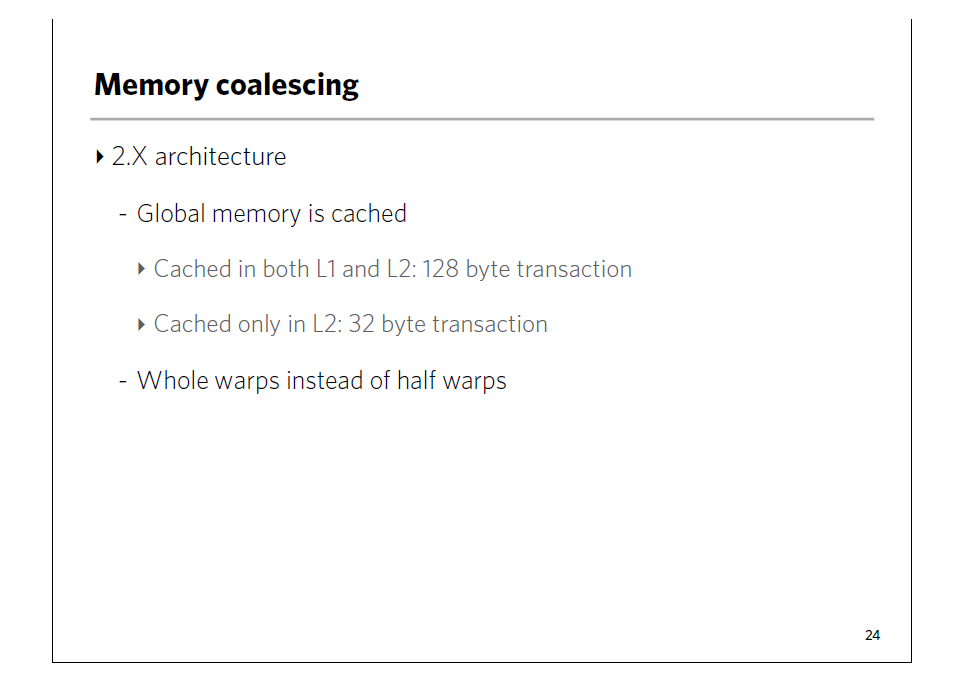 Memory coalescing
‣ 2.X architecture
- Global memory is cached
‣ Cached in both L1 and L2: 128 byte transaction
‣ Cached only in L2: 32 byte transaction
- Whole warps instead of half warps
24